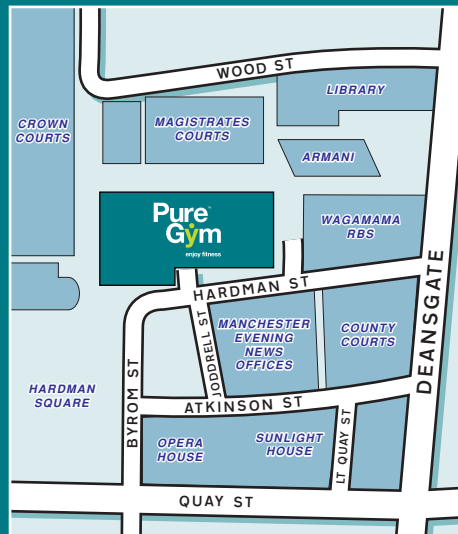 WOOD ST
LIBRARY
CROWN
COURTS
MAGISTRATES
COURTS
ARMANI
Pure™
Gym
enjoy fitness
WAGAMAMA
RBS
HARDMAN ST
DEANSGATE
JODDRELL ST
MANCHESTER
EVENING
NEWS
OFFICES
COUNTY
COURTS
HARDMAN
SQUARE
BYROM ST
ATKINSON ST
OPERA
HOUSE
SUNLIGHT
HOUSE
LT QUAY ST
QUAY ST